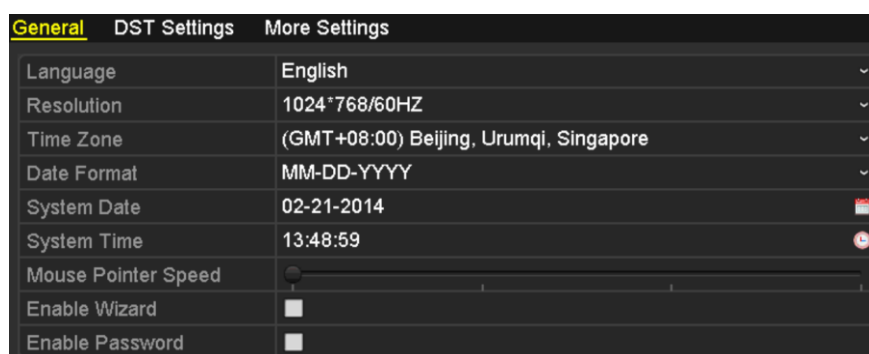 General DST Settings More Settings
Language English
Resolution 1024*768/60HZ
Time Zone (GMT+08:00) Beijing, Urumqi, Singapore
Date Format MM-DD-YYYY
System Date 02-21-2014
System Time 13:48:59
Mouse Pointer Speed
Enable Wizard
Enable Password